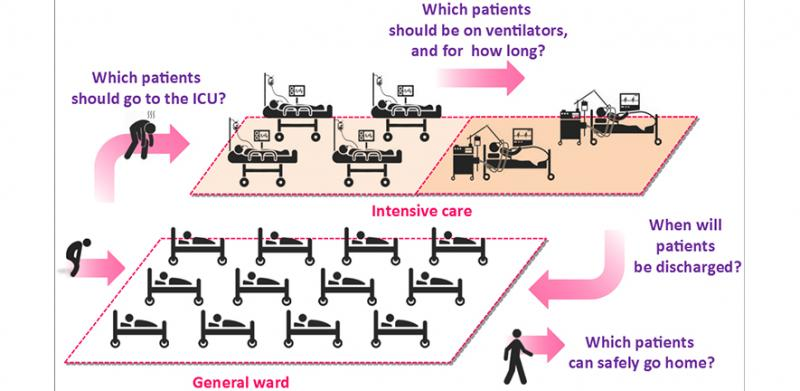 Which patients
should be on ventilators,
and for how long?
Which patients
should go to the ICU?
Intensive care
When will
patients
be discharged?
Which patients
can safely go home?
General ward